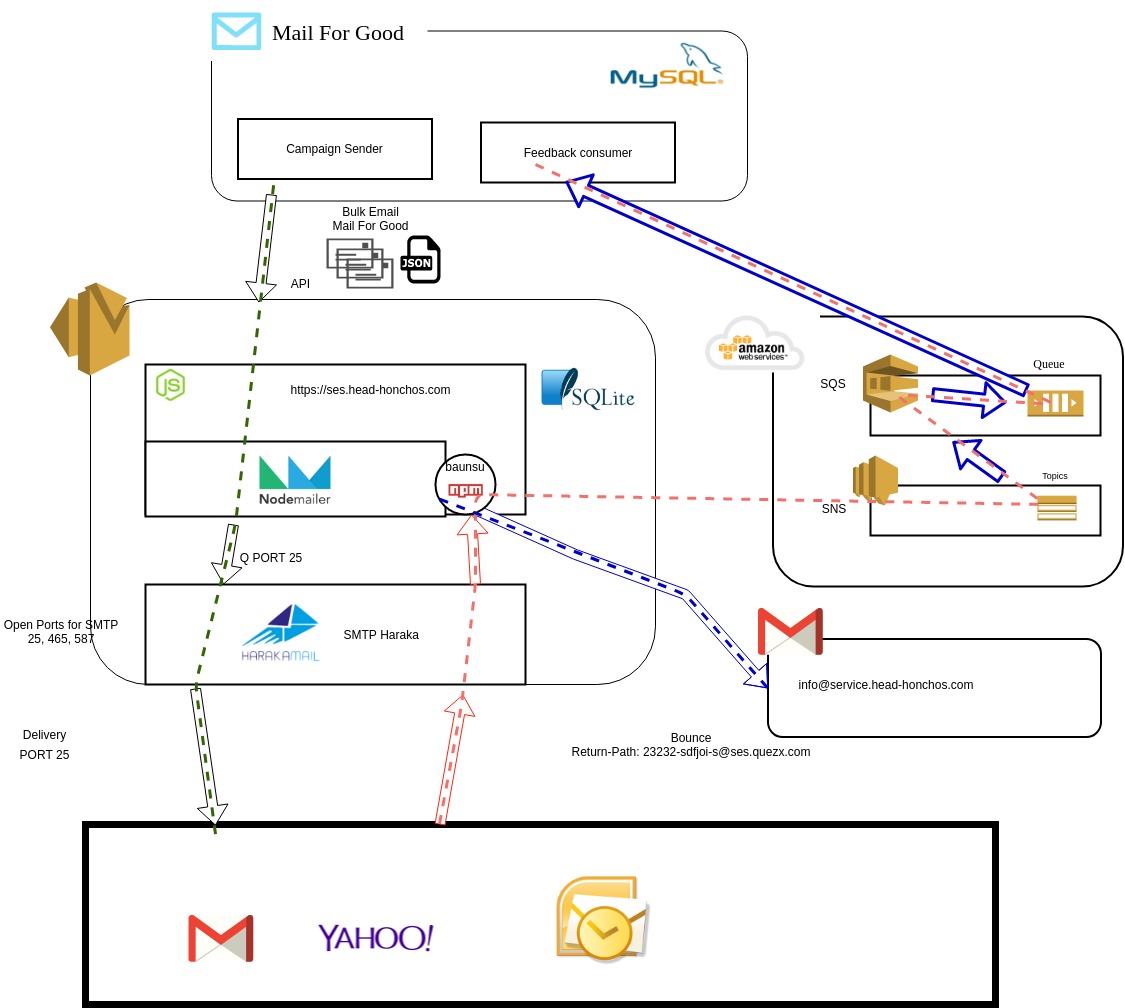 Mail For Good
MySQL®
Campaign Sender
Feedback consumer
Bulk Email
Mail For Good
JSON
API
JS
https://ses.head-honchos.com
SQLite
Nodemailer
baunsu
npm
Q PORT 25
Open Ports for SMTP
25, 465, 587
HARAKAMAIL
SMTP Haraka
Delivery
PORT 25
amazon
web services™
SQS
Queue
SNS
Topics
info@service.head-honchos.com
Bounce
Return-Path: 23232-sdfjoi-s@ses.quezx.com
YAHOO!